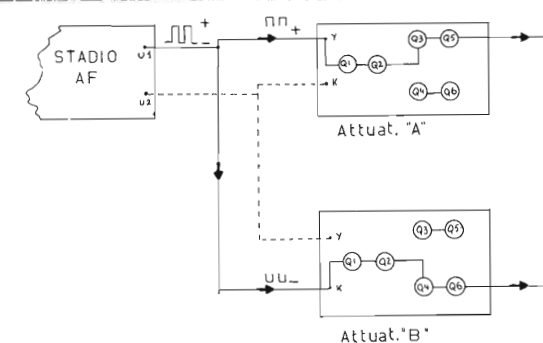 STADIO
AF
U1
U2
+
-
+
Y
K
Q1
Q2
Q3
Q5
Q4
Q6
Attuat. "A"
Y
K
Q1
Q2
Q3
Q5
Q4
Q6
-
Attuat. "B"